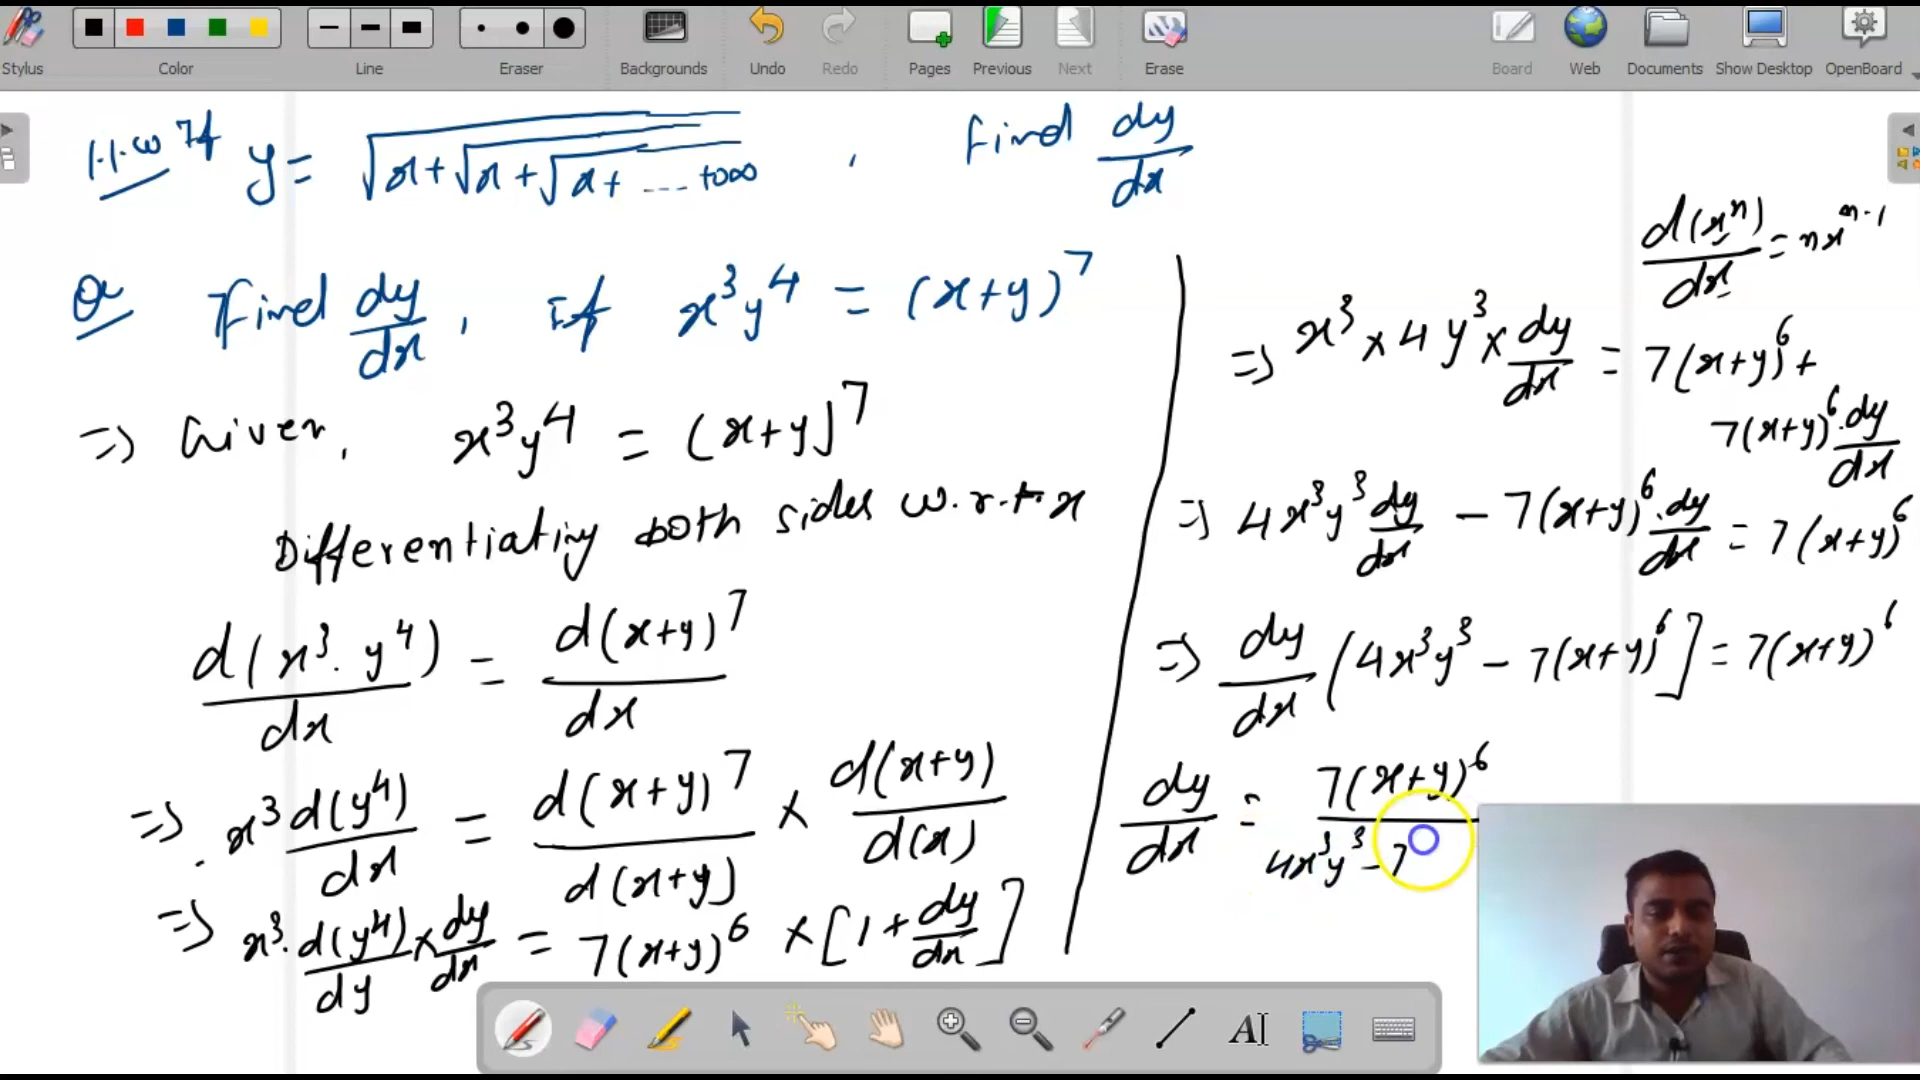 Stylus Color Line Eraser Backgrounds Undo Redo Pages Previous Next Erase Board Web Documents Show Desktop OpenBoard
H.W If y = √x+√x+√x+ ....+∞ , find dy/dx
Q Find dy/dx, if x³y⁴ = (x+y)⁷
=> Given, x³y⁴ = (x+y)⁷
Differentiating both sides w.r.t. x
d(x³.y⁴)/dx = d(x+y)⁷/dx
=> x³ d(y⁴)/dx = d(x+y)⁷/d(x+y) × d(x+y)/d(x)
=> x³. d(y⁴)/dy × dy/dx = 7(x+y)⁶ × [1 + dy/dx]
d(xⁿ)/dx = nxⁿ⁻¹
=> x³ × 4y³ × dy/dx = 7(x+y)⁶ +
7(x+y)⁶.dy/dx
=> 4x³y³ dy/dx − 7(x+y)⁶.dy/dx = 7(x+y)⁶
=> dy/dx (4x³y³ − 7(x+y)⁶] = 7(x+y)⁶
dy/dx = 7(x+y)⁶/4x³y³ − 7
AI